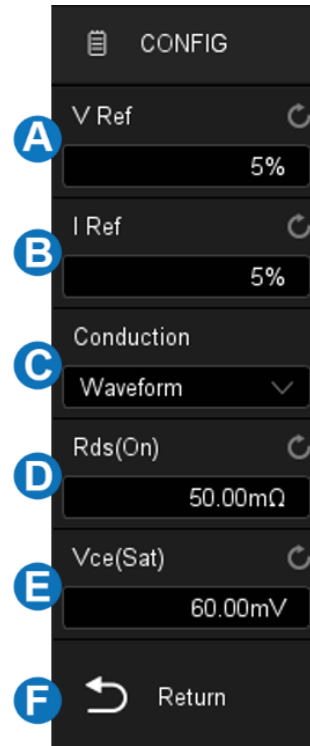 CONFIG
A
V Ref
5%
B
I Ref
5%
C
Conduction
Waveform
D
Rds(On)
50.00mΩ
E
Vce(Sat)
60.00mV
F
Return